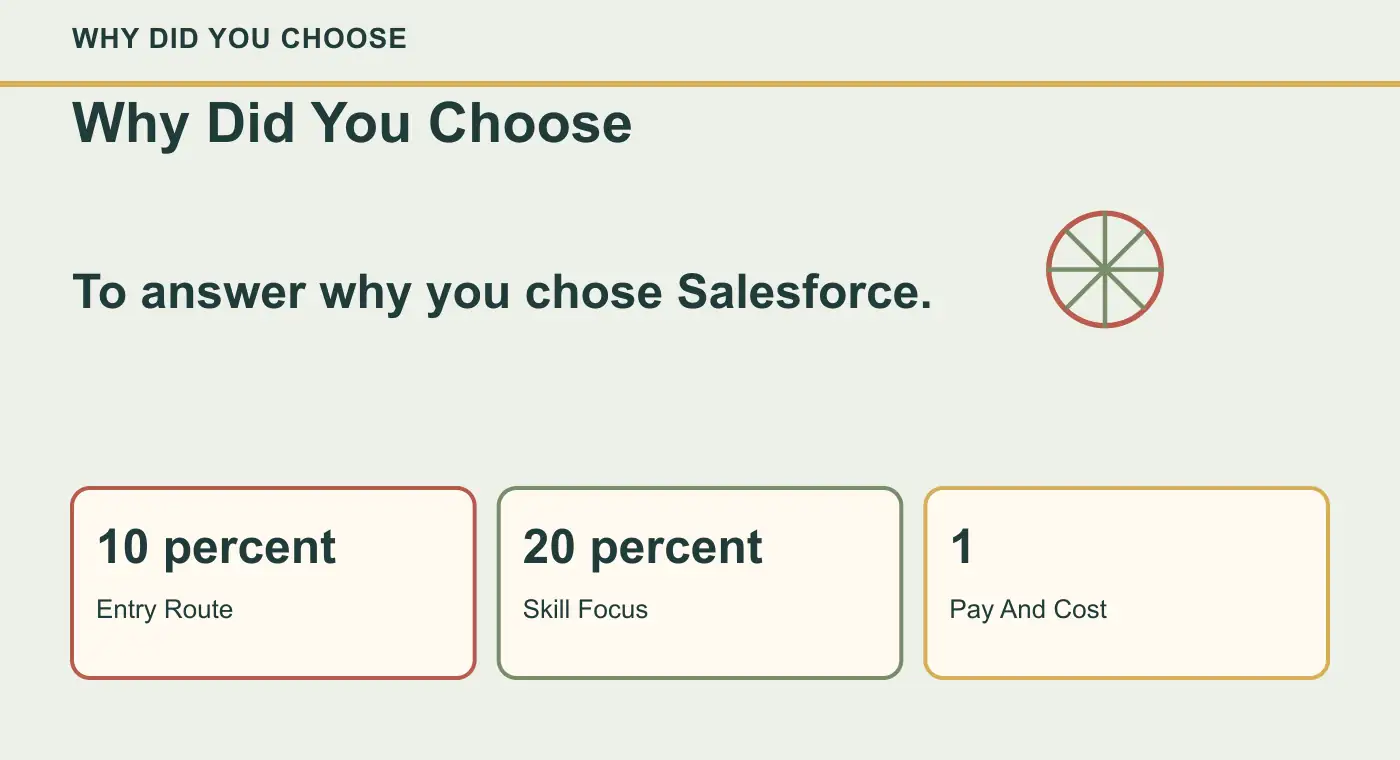 WHY DID YOU CHOOSE
Why Did You Choose
To answer why you chose Salesforce.
10 percent
Entry Route
20 percent
Skill Focus
1
Pay And Cost